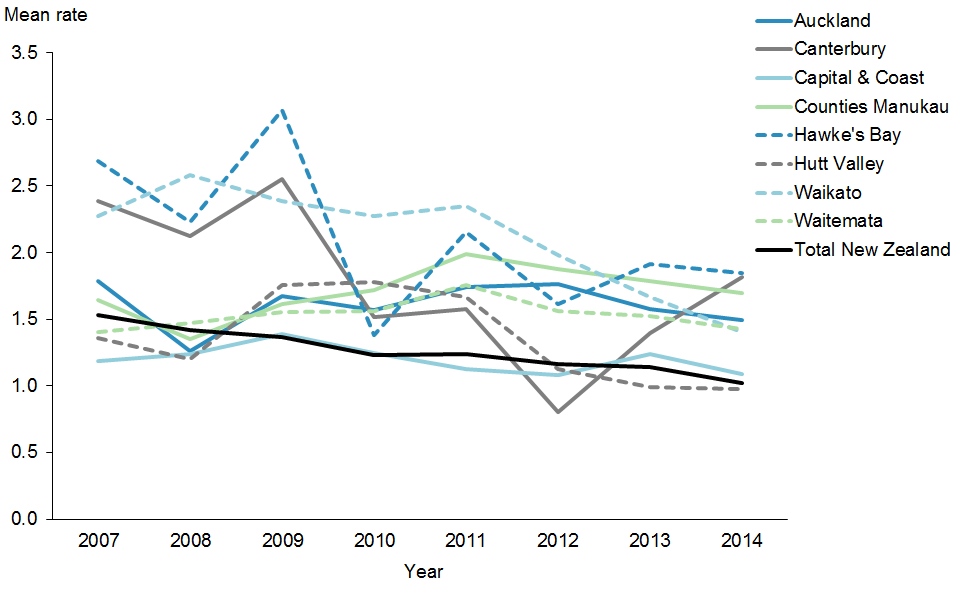 Mean rate
3.5
3.0
2.5
2.0
1.5
1.0
0.5
0.0
2007 2008 2009 2010 2011 2012 2013 2014
Year
Auckland
Canterbury
Capital & Coast
Counties Manukau
Hawke's Bay
Hutt Valley
Waikato
Waitemata
Total New Zealand